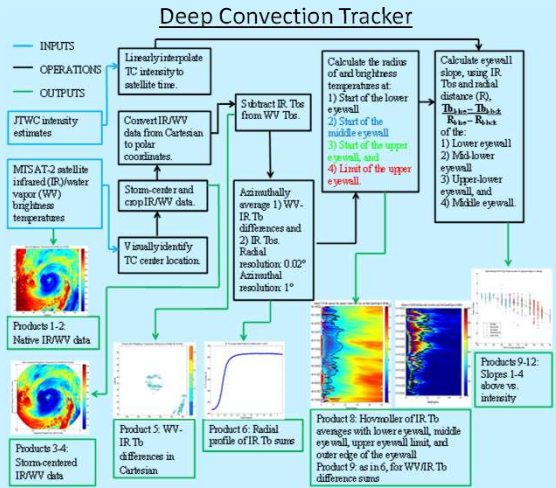 Deep Convection Tracker
INPUTS
OPERATIONS
OUTPUTS
Linearly interpolate
TC intensity to
satellite time.
JTWC intensity
estimates
Convert IR/WV
data from Cartesian
to polar
coordinates.
Subtract IR Tbs
from WV Tbs.
Calculate the radius
of and brightness
temperatures at:
1) Start of the lower
eyewall
2) Start of the
middle eyewall
3) Start of the upper
eyewall, and
4) Limit of the upper
eyewall.
Calculate eyewall
slope, using IR
Tbs and radial
distance (R),
of the:
1) Lower eyewall
2) Mid-lower
eyewall
3) Upper-lower
eyewall, and
4) Middle eyewall.
MTSAT-2 satellite
infrared (IR)/water
vapor (WV)
brightness
temperatures
Storm-center and
crop IR/WV data.
Visually identify
TC center location.
Azimuthally
average 1) WV-
IR Tb
differences and
2) IR Tbs.
Radial
resolution: 0.02°
Azimuthal
resolution: 1°
Products 1-2:
Native IR/WV data
Products 3-4:
Storm-centered
IR/WV data
Product 5: WV-
IR Tb
differences in
Cartesian
Product 6: Radial
profile of IR Tb sums
Product 8: Hovmoller of IR Tb
averages with lower eyewall, middle
eyewall, upper eyewall limit, and
outer edge of the eyewall
Product 9: as in 6, for WV/IR Tb
difference sums
Products 9-12:
Slopes 1-4
above vs.
intensity